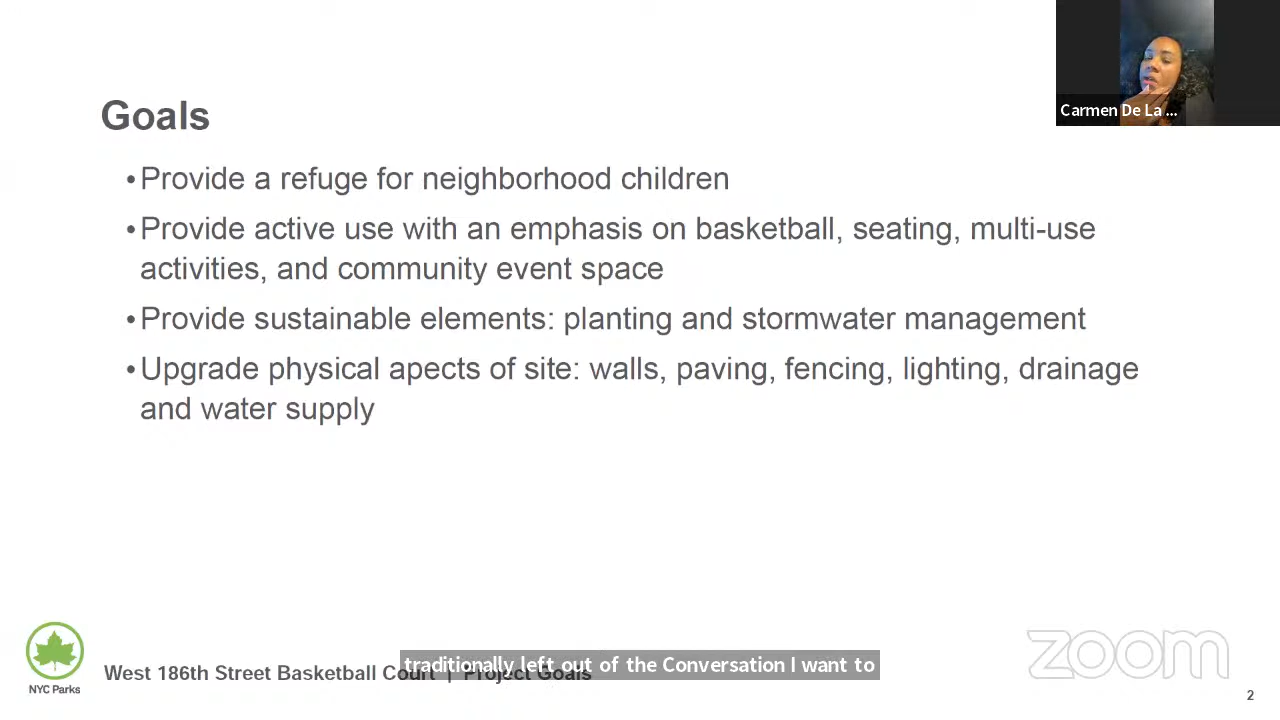 Carmen De La ...
Goals
•Provide a refuge for neighborhood children
•Provide active use with an emphasis on basketball, seating, multi-use
activities, and community event space
•Provide sustainable elements: planting and stormwater management
•Upgrade physical apects of site: walls, paving, fencing, lighting, drainage
and water supply
traditionally left out of the Conversation I want to
NYC Parks
West 186th Street Basketball Court | Project Goals
zoom
2